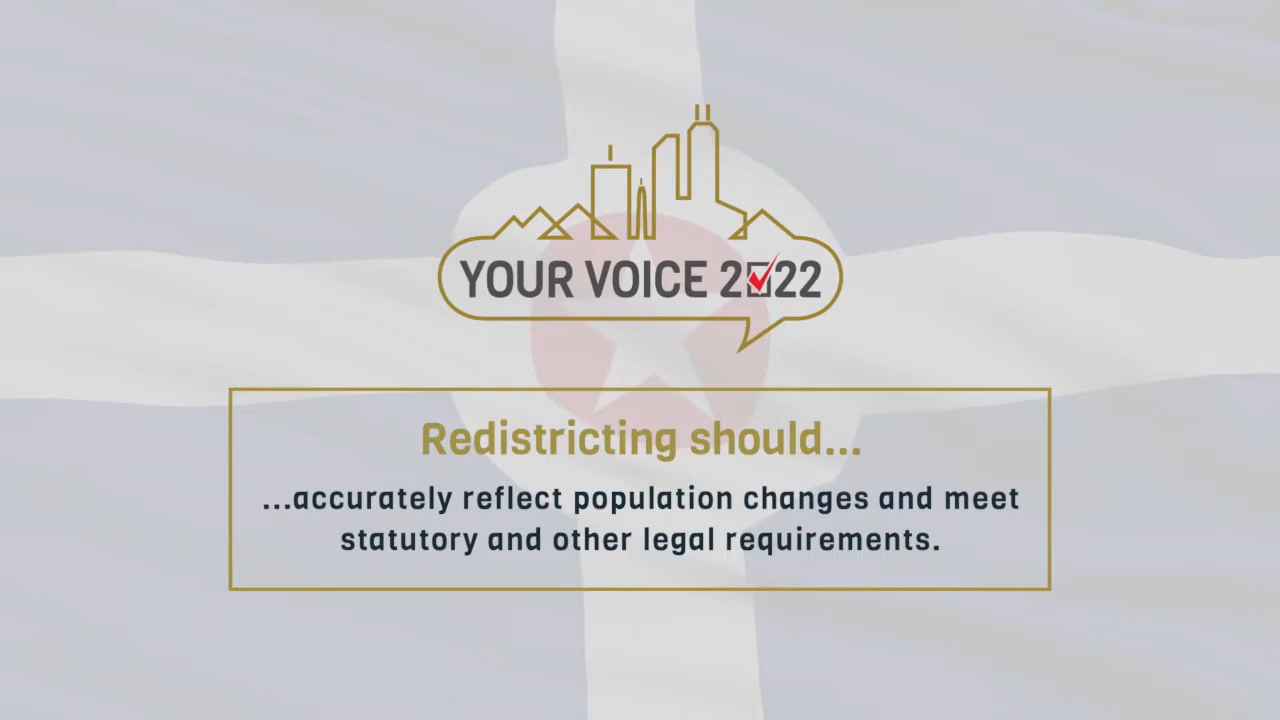 YOUR VOICE 2022
Redistricting should...
...accurately reflect population changes and meet
statutory and other legal requirements.